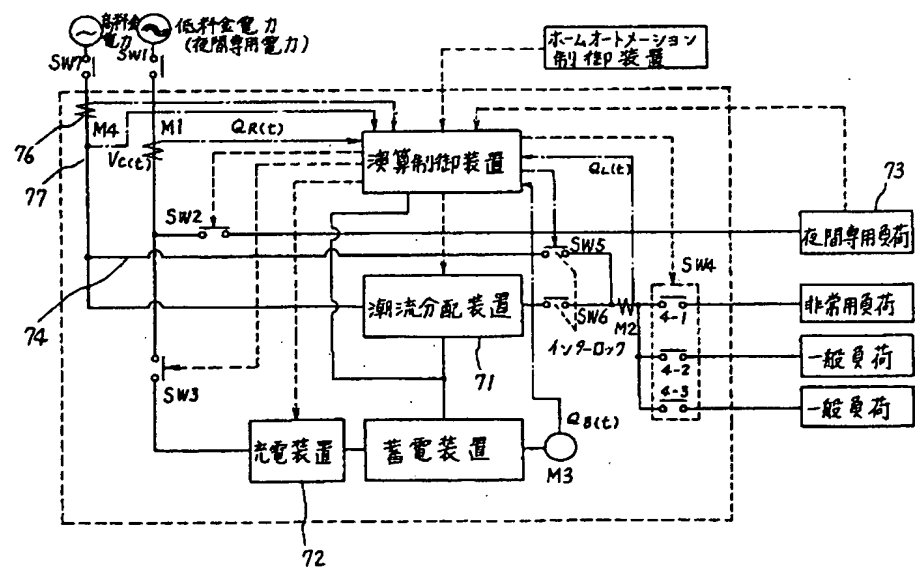 高料金
電力
低料金電力
(夜間専用電力)
SW7
SW1
ホームオートメーション
制御装置
76
M4
M1
QR(t)
77
VC(t)
演算制御装置
QL(t)
73
SW2
夜間専用負荷
SW5
SW4
74
潮流分配装置
SW6
M2
4-1
非常用負荷
インターロック
71
4-2
一般負荷
SW3
4-3
一般負荷
QB(t)
充電装置
蓄電装置
M3
72